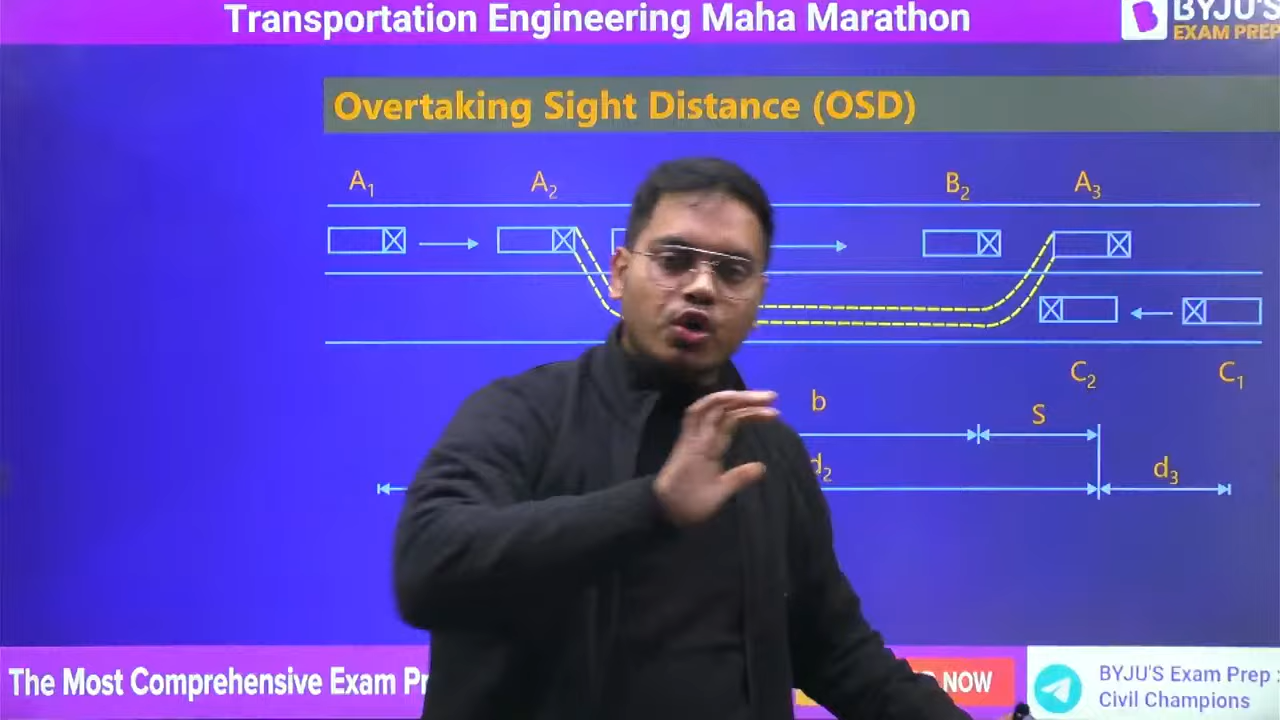 Transportation Engineering Maha Marathon
BYJU'S
EXAM PREP
Overtaking Sight Distance (OSD)
A₁ A₂ B₂ A₃
C₂ C₁
b S
d₂ d₃
The Most Comprehensive Exam
NOW
BYJU'S Exam Prep :
Civil Champions